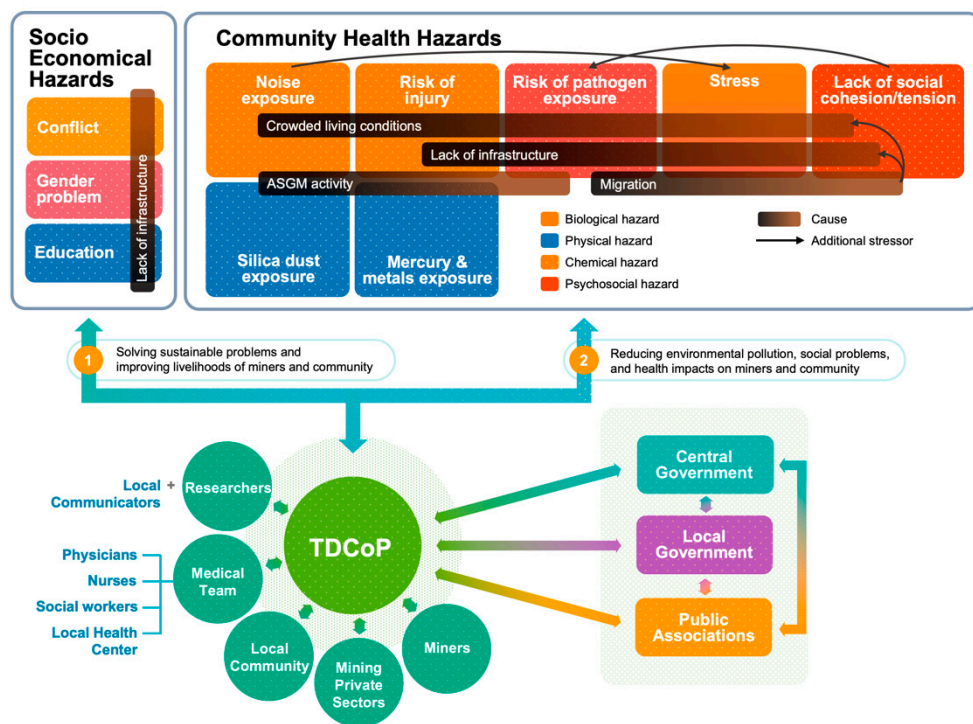 Socio
Economical
Hazards
Conflict
Gender
problem
Education
Lack of infrastructure
Community Health Hazards
Noise
exposure
Risk of
injury
Risk of pathogen
exposure
Stress
Lack of social
cohesion/tension
Crowded living conditions
Lack of infrastructure
ASGM activity
Migration
Silica dust
exposure
Mercury &
metals exposure
Biological hazard
Physical hazard
Chemical hazard
Psychosocial hazard
Cause
Additional stressor
1
Solving sustainable problems and
improving livelihoods of miners and community
2
Reducing environmental pollution, social problems,
and health impacts on miners and community
Local
Communicators
+
Researchers
Physicians
Nurses
Social workers
Local Health
Center
Medical
Team
Local
Community
Mining
Private
Sectors
Miners
TDCoP
Central
Government
Local
Government
Public
Associations